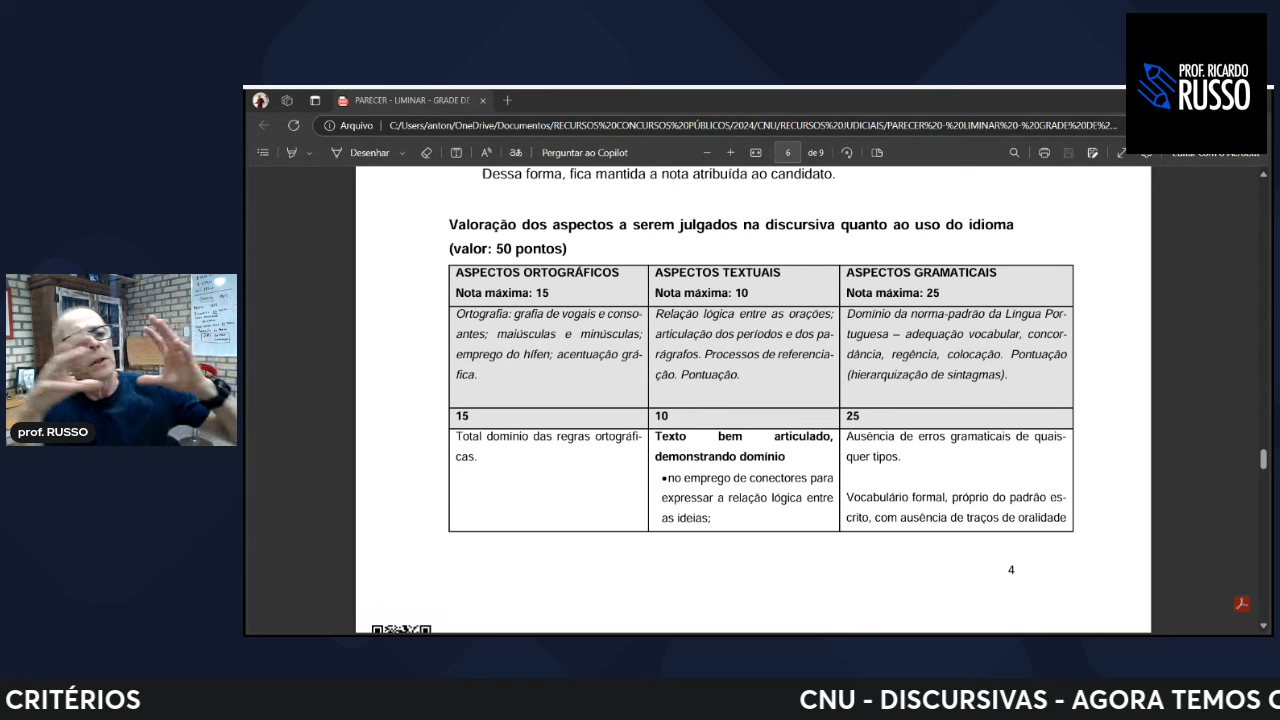 PROF. RICARDO
RUSSO
PARECER - LIMINAR - GRADE DE
Arquivo
C:/Users/anton/OneDrive/Documentos/RECURSOS%20CONCURSOS%20PÚBLICOS/2024/CNU/RECURSOS%20JUDICIAIS/PARECER%20-%20LIMINAR%20-%20GRADE%20DE%2...
Desenhar
Perguntar ao Copilot
6
de 9
Dessa forma, fica mantida a nota atribuída ao candidato.
Valoração dos aspectos a serem julgados na discursiva quanto ao uso do idioma
(valor: 50 pontos)
ASPECTOS ORTOGRÁFICOS
Nota máxima: 15
Ortografia: grafia de vogais e conso-
antes; maiúsculas e minúsculas;
emprego do hífen; acentuação grá-
fica.
15
Total domínio das regras ortográfi-
cas.
ASPECTOS TEXTUAIS
Nota máxima: 10
Relação lógica entre as orações;
articulação dos períodos e dos pa-
rágrafos. Processos de referencia-
ção. Pontuação.
10
Texto bem articulado,
demonstrando domínio
•no emprego de conectores para
expressar a relação lógica entre
as ideias;
ASPECTOS GRAMATICAIS
Nota máxima: 25
Domínio da norma-padrão da Língua Por-
tuguesa – adequação vocabular, concor-
dância, regência, colocação. Pontuação
(hierarquização de sintagmas).
25
Ausência de erros gramaticais de quais-
quer tipos.
Vocabulário formal, próprio do padrão es-
crito, com ausência de traços de oralidade
4
prof. RUSSO
CRITÉRIOS
CNU - DISCURSIVAS - AGORA TEMOS